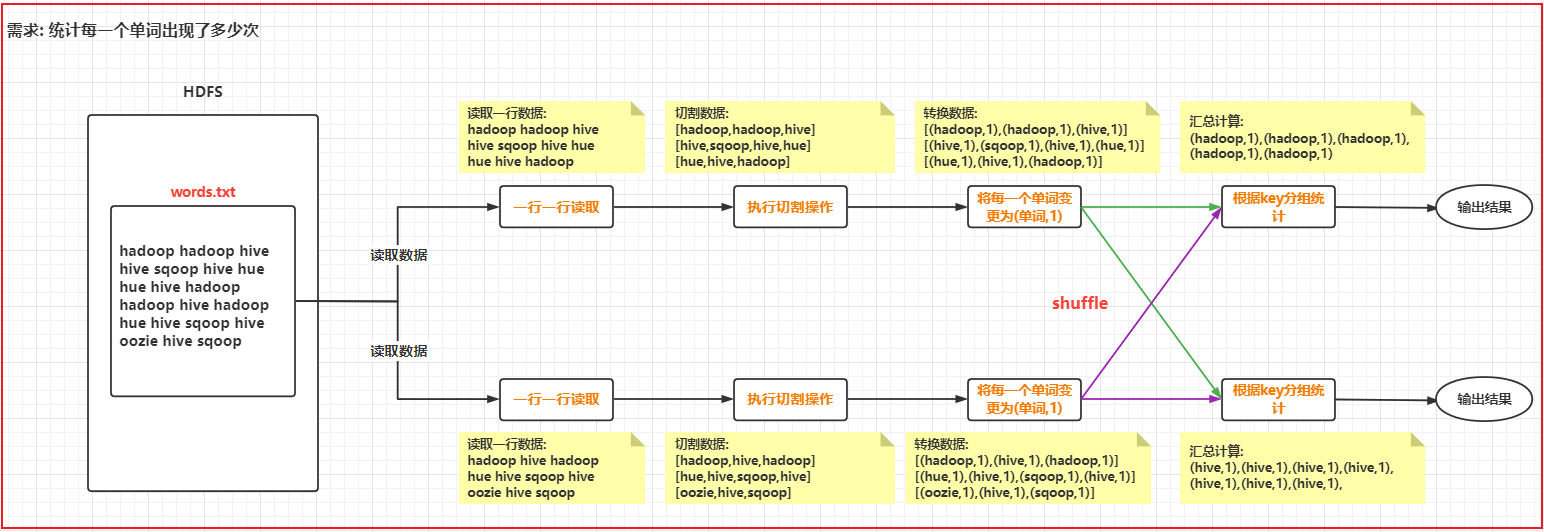 需求: 统计每一个单词出现了多少次
HDFS
words.txt
hadoop hadoop hive
hive sqoop hive hue
hue hive hadoop
hadoop hive hadoop
hue hive sqoop hive
oozie hive sqoop
读取数据
读取数据
读取一行数据:
hadoop hadoop hive
hive sqoop hive hue
hue hive hadoop
切割数据:
[hadoop,hadoop,hive]
[hive,sqoop,hive,hue]
[hue,hive,hadoop]
转换数据:
[(hadoop,1),(hadoop,1),(hive,1)]
[(hive,1),(sqoop,1),(hive,1),(hue,1)]
[(hue,1),(hive,1),(hadoop,1)]
汇总计算:
(hadoop,1),(hadoop,1),(hadoop,1),
(hadoop,1),(hadoop,1)
一行一行读取
执行切割操作
将每一个单词变
更为(单词,1)
根据key分组统
计
输出结果
shuffle
一行一行读取
执行切割操作
将每一个单词变
更为(单词,1)
根据key分组统
计
输出结果
读取一行数据:
hadoop hive hadoop
hue hive sqoop hive
oozie hive sqoop
切割数据:
[hadoop,hive,hadoop]
[hue,hive,sqoop,hive]
[oozie,hive,sqoop]
转换数据:
[(hadoop,1),(hive,1),(hadoop,1)]
[(hue,1),(hive,1),(sqoop,1),(hive,1)]
[(oozie,1),(hive,1),(sqoop,1)]
汇总计算:
(hive,1),(hive,1),(hive,1),(hive,1),
(hive,1),(hive,1),(hive,1),